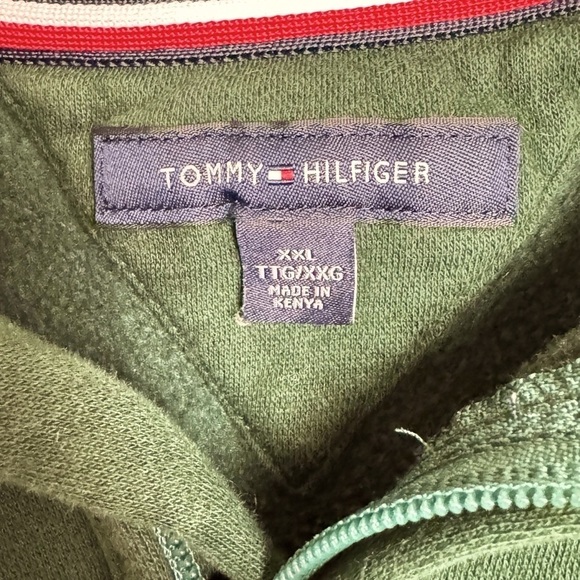 TOMMY HILFIGER
XXL
TTG/XXG
MADE IN
KENYA